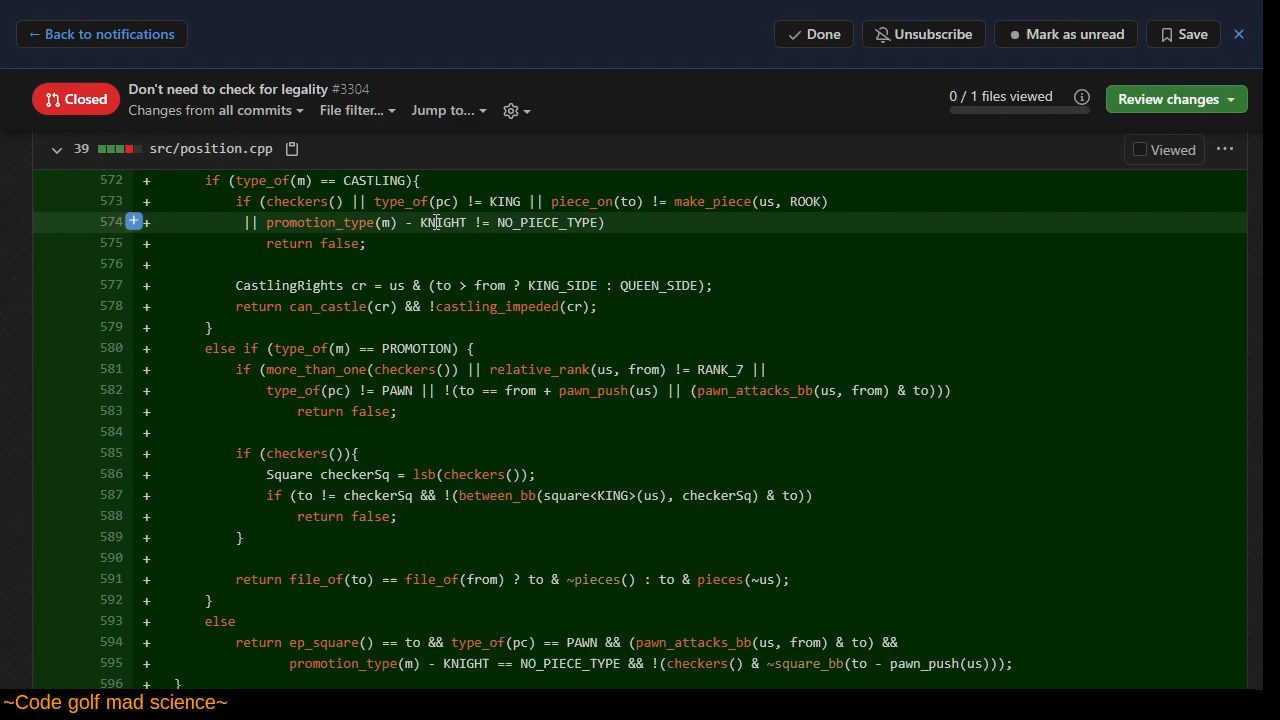 ← Back to notifications
Done
Unsubscribe
Mark as unread
Save
Closed
Don't need to check for legality #3304
Changes from all commits
File filter...
Jump to...
0 / 1 files viewed
Review changes
39 src/position.cpp
Viewed
572 + if (type_of(m) == CASTLING){
573 + if (checkers() || type_of(pc) != KING || piece_on(to) != make_piece(us, ROOK)
574 + || promotion_type(m) - KNIGHT != NO_PIECE_TYPE)
575 + return false;
576 +
577 + CastlingRights cr = us & (to > from ? KING_SIDE : QUEEN_SIDE);
578 + return can_castle(cr) && !castling_impeded(cr);
579 + }
580 + else if (type_of(m) == PROMOTION) {
581 + if (more_than_one(checkers()) || relative_rank(us, from) != RANK_7 ||
582 + type_of(pc) != PAWN || !(to == from + pawn_push(us) || (pawn_attacks_bb(us, from) & to)))
583 + return false;
584 +
585 + if (checkers()){
586 + Square checkerSq = lsb(checkers());
587 + if (to != checkerSq && !(between_bb(square<KING>(us), checkerSq) & to))
588 + return false;
589 + }
590 +
591 + return file_of(to) == file_of(from) ? to & ~pieces() : to & pieces(~us);
592 + }
593 + else
594 + return ep_square() == to && type_of(pc) == PAWN && (pawn_attacks_bb(us, from) & to) &&
595 + promotion_type(m) - KNIGHT == NO_PIECE_TYPE && !(checkers() & ~square_bb(to - pawn_push(us)));
596 + }
~Code golf mad science~